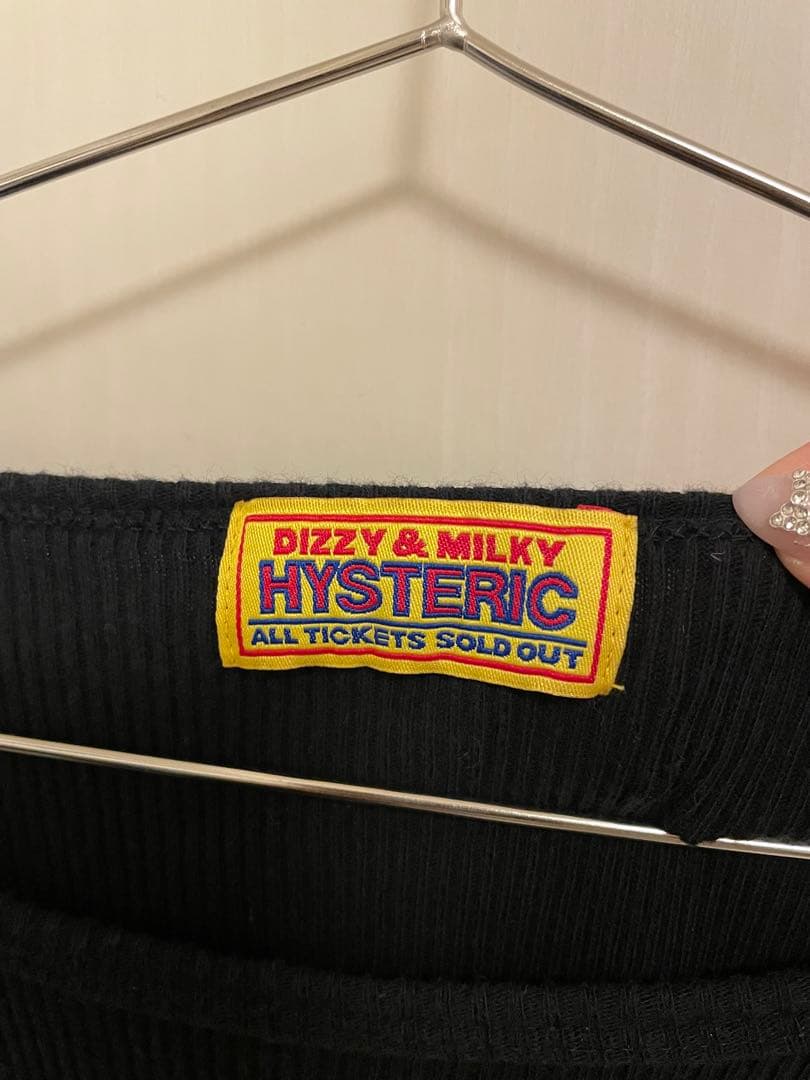 DIZZY & MILKY
HYSTERIC
ALL TICKETS SOLD OUT